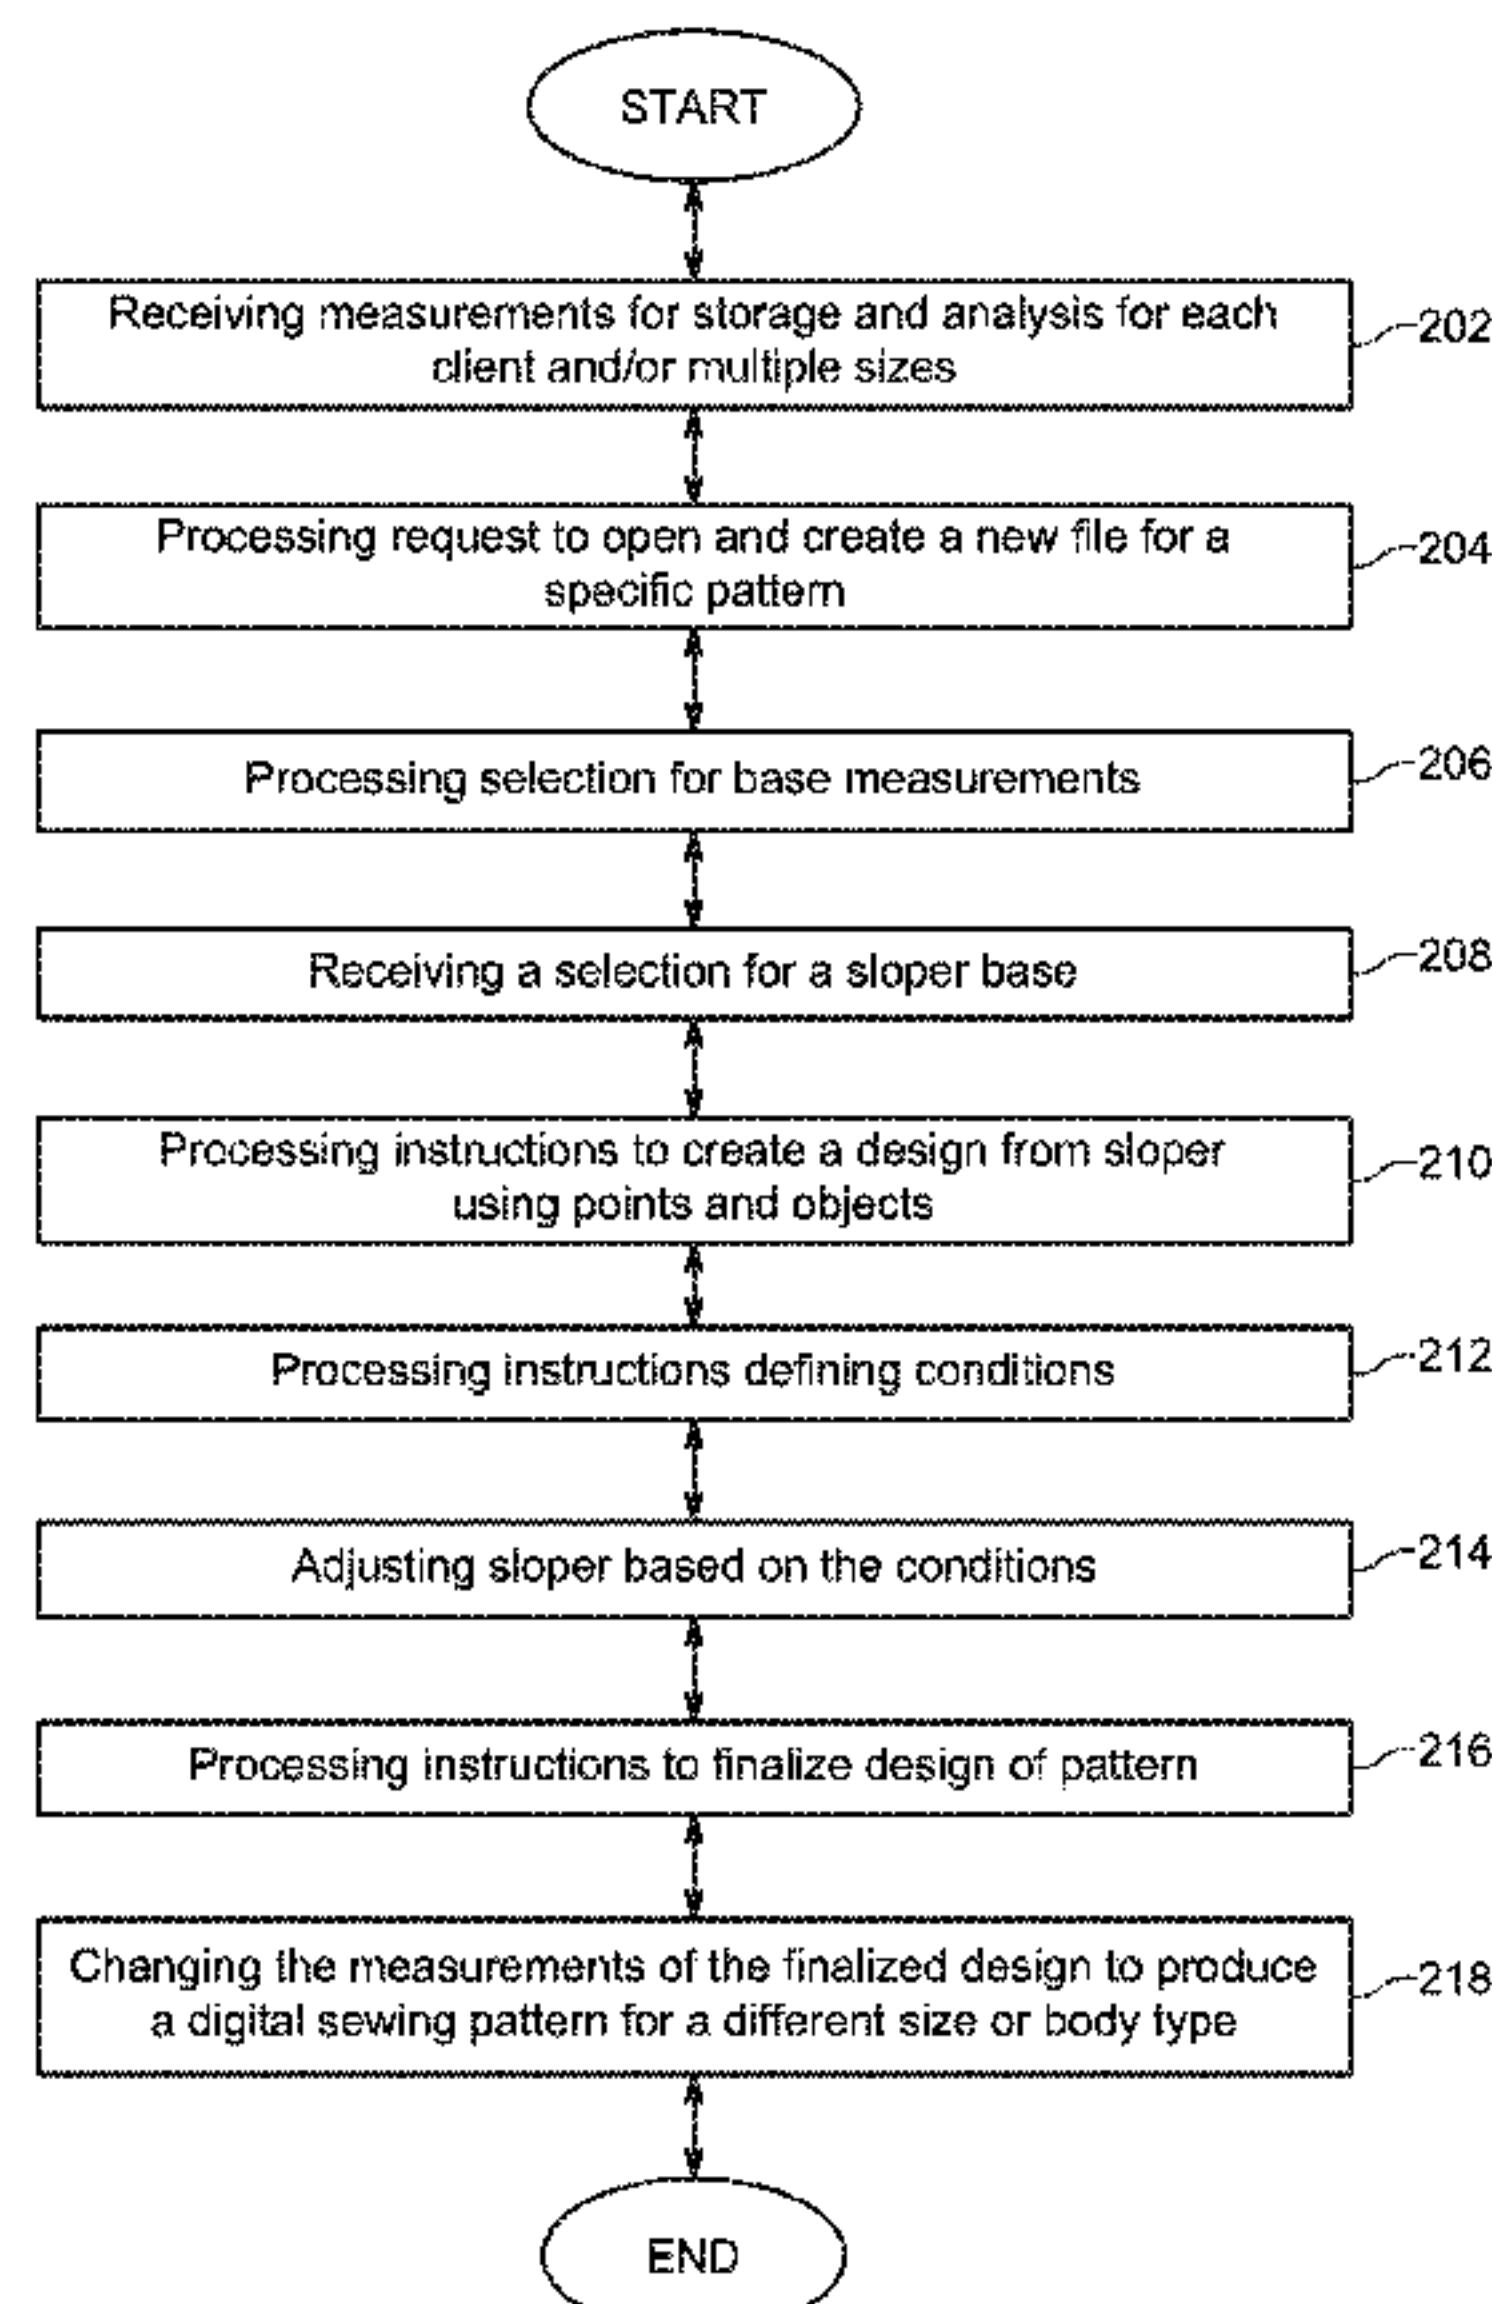 START
Receiving measurements for storage and analysis for each
client and/or multiple sizes
202
Processing request to open and create a new file for a
specific pattern
204
Processing selection for base measurements
206
Receiving a selection for a sloper base
208
Processing instructions to create a design from sloper
using points and objects
210
Processing instructions defining conditions
212
Adjusting sloper based on the conditions
214
Processing instructions to finalize design of pattern
216
Changing the measurements of the finalized design to produce
a digital sewing pattern for a different size or body type
218
END